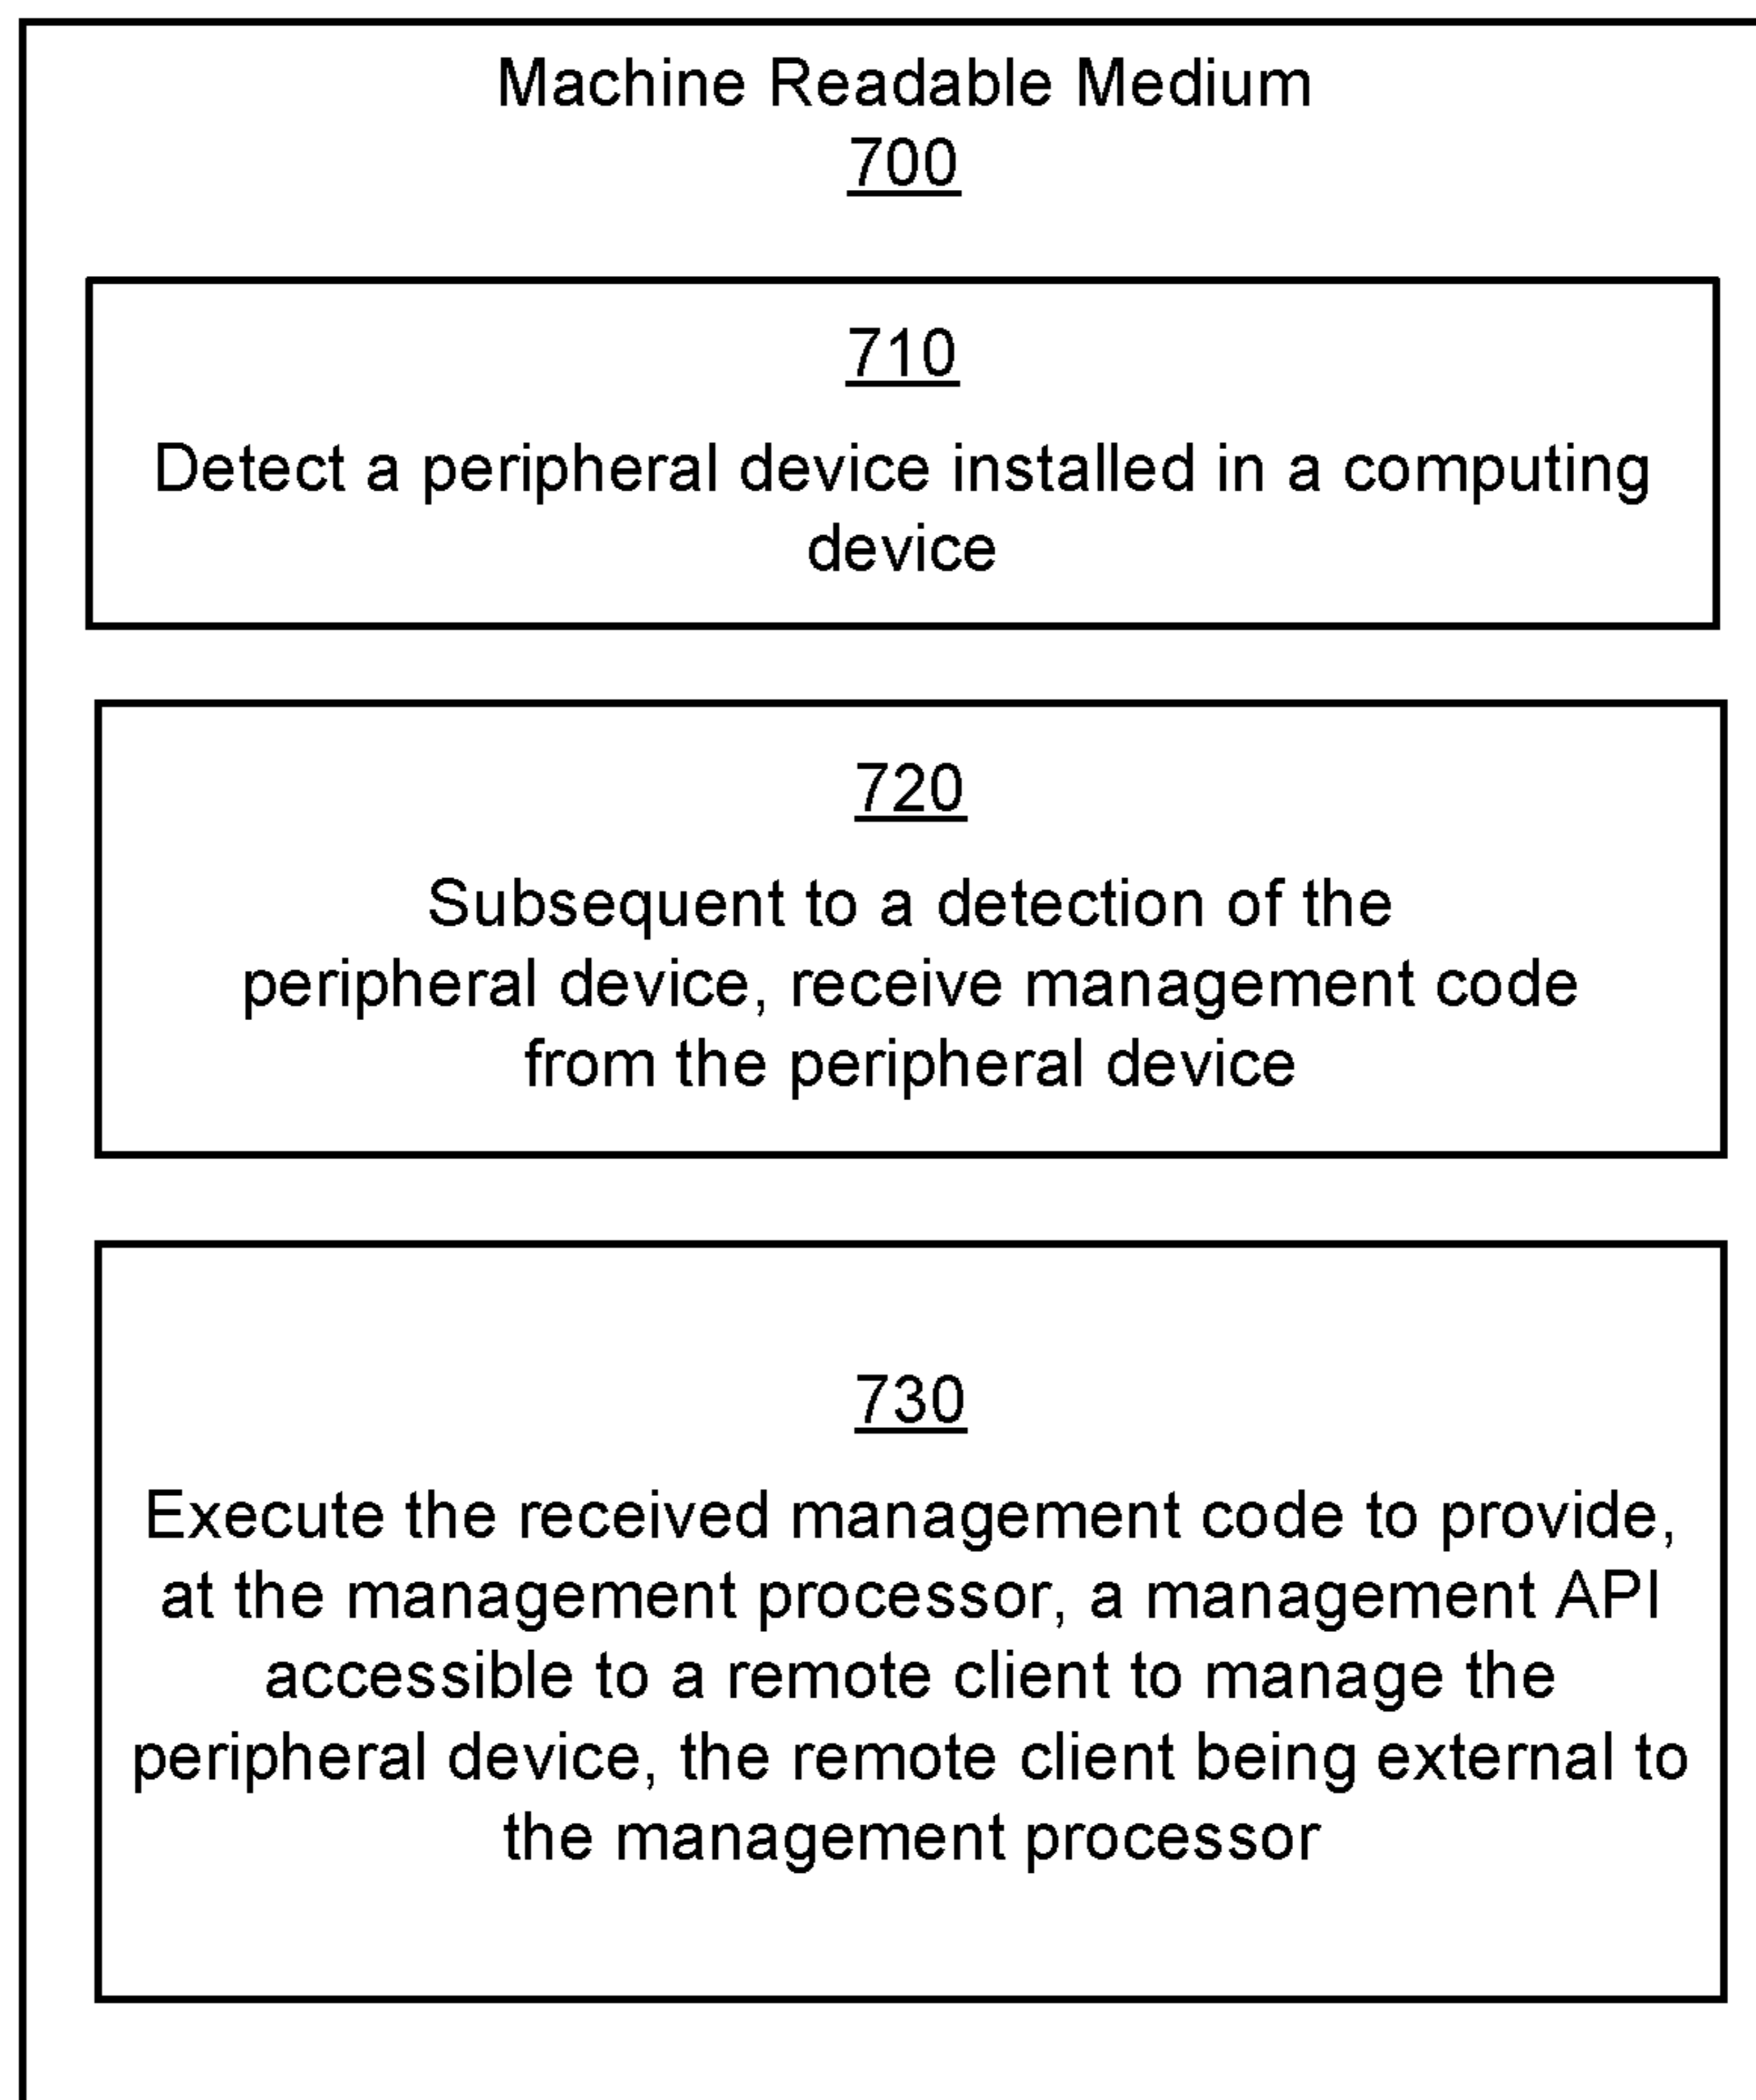 Machine Readable Medium
700
710
Detect a peripheral device installed in a computing
device
720
Subsequent to a detection of the
peripheral device, receive management code
from the peripheral device
730
Execute the received management code to provide,
at the management processor, a management API
accessible to a remote client to manage the
peripheral device, the remote client being external to
the management processor